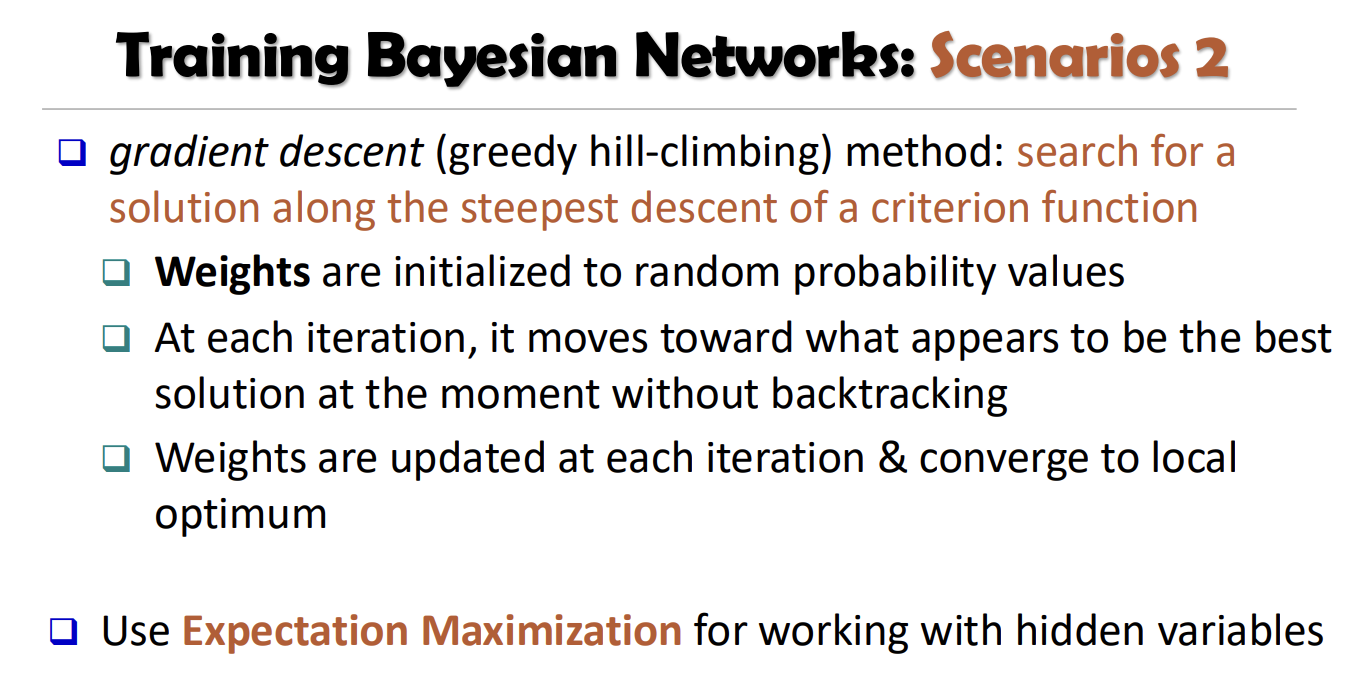 Training Bayesian Networks: Scenarios 2
gradient descent (greedy hill-climbing) method: search for a
solution along the steepest descent of a criterion function
Weights are initialized to random probability values
At each iteration, it moves toward what appears to be the best
solution at the moment without backtracking
Weights are updated at each iteration & converge to local
optimum
Use Expectation Maximization for working with hidden variables